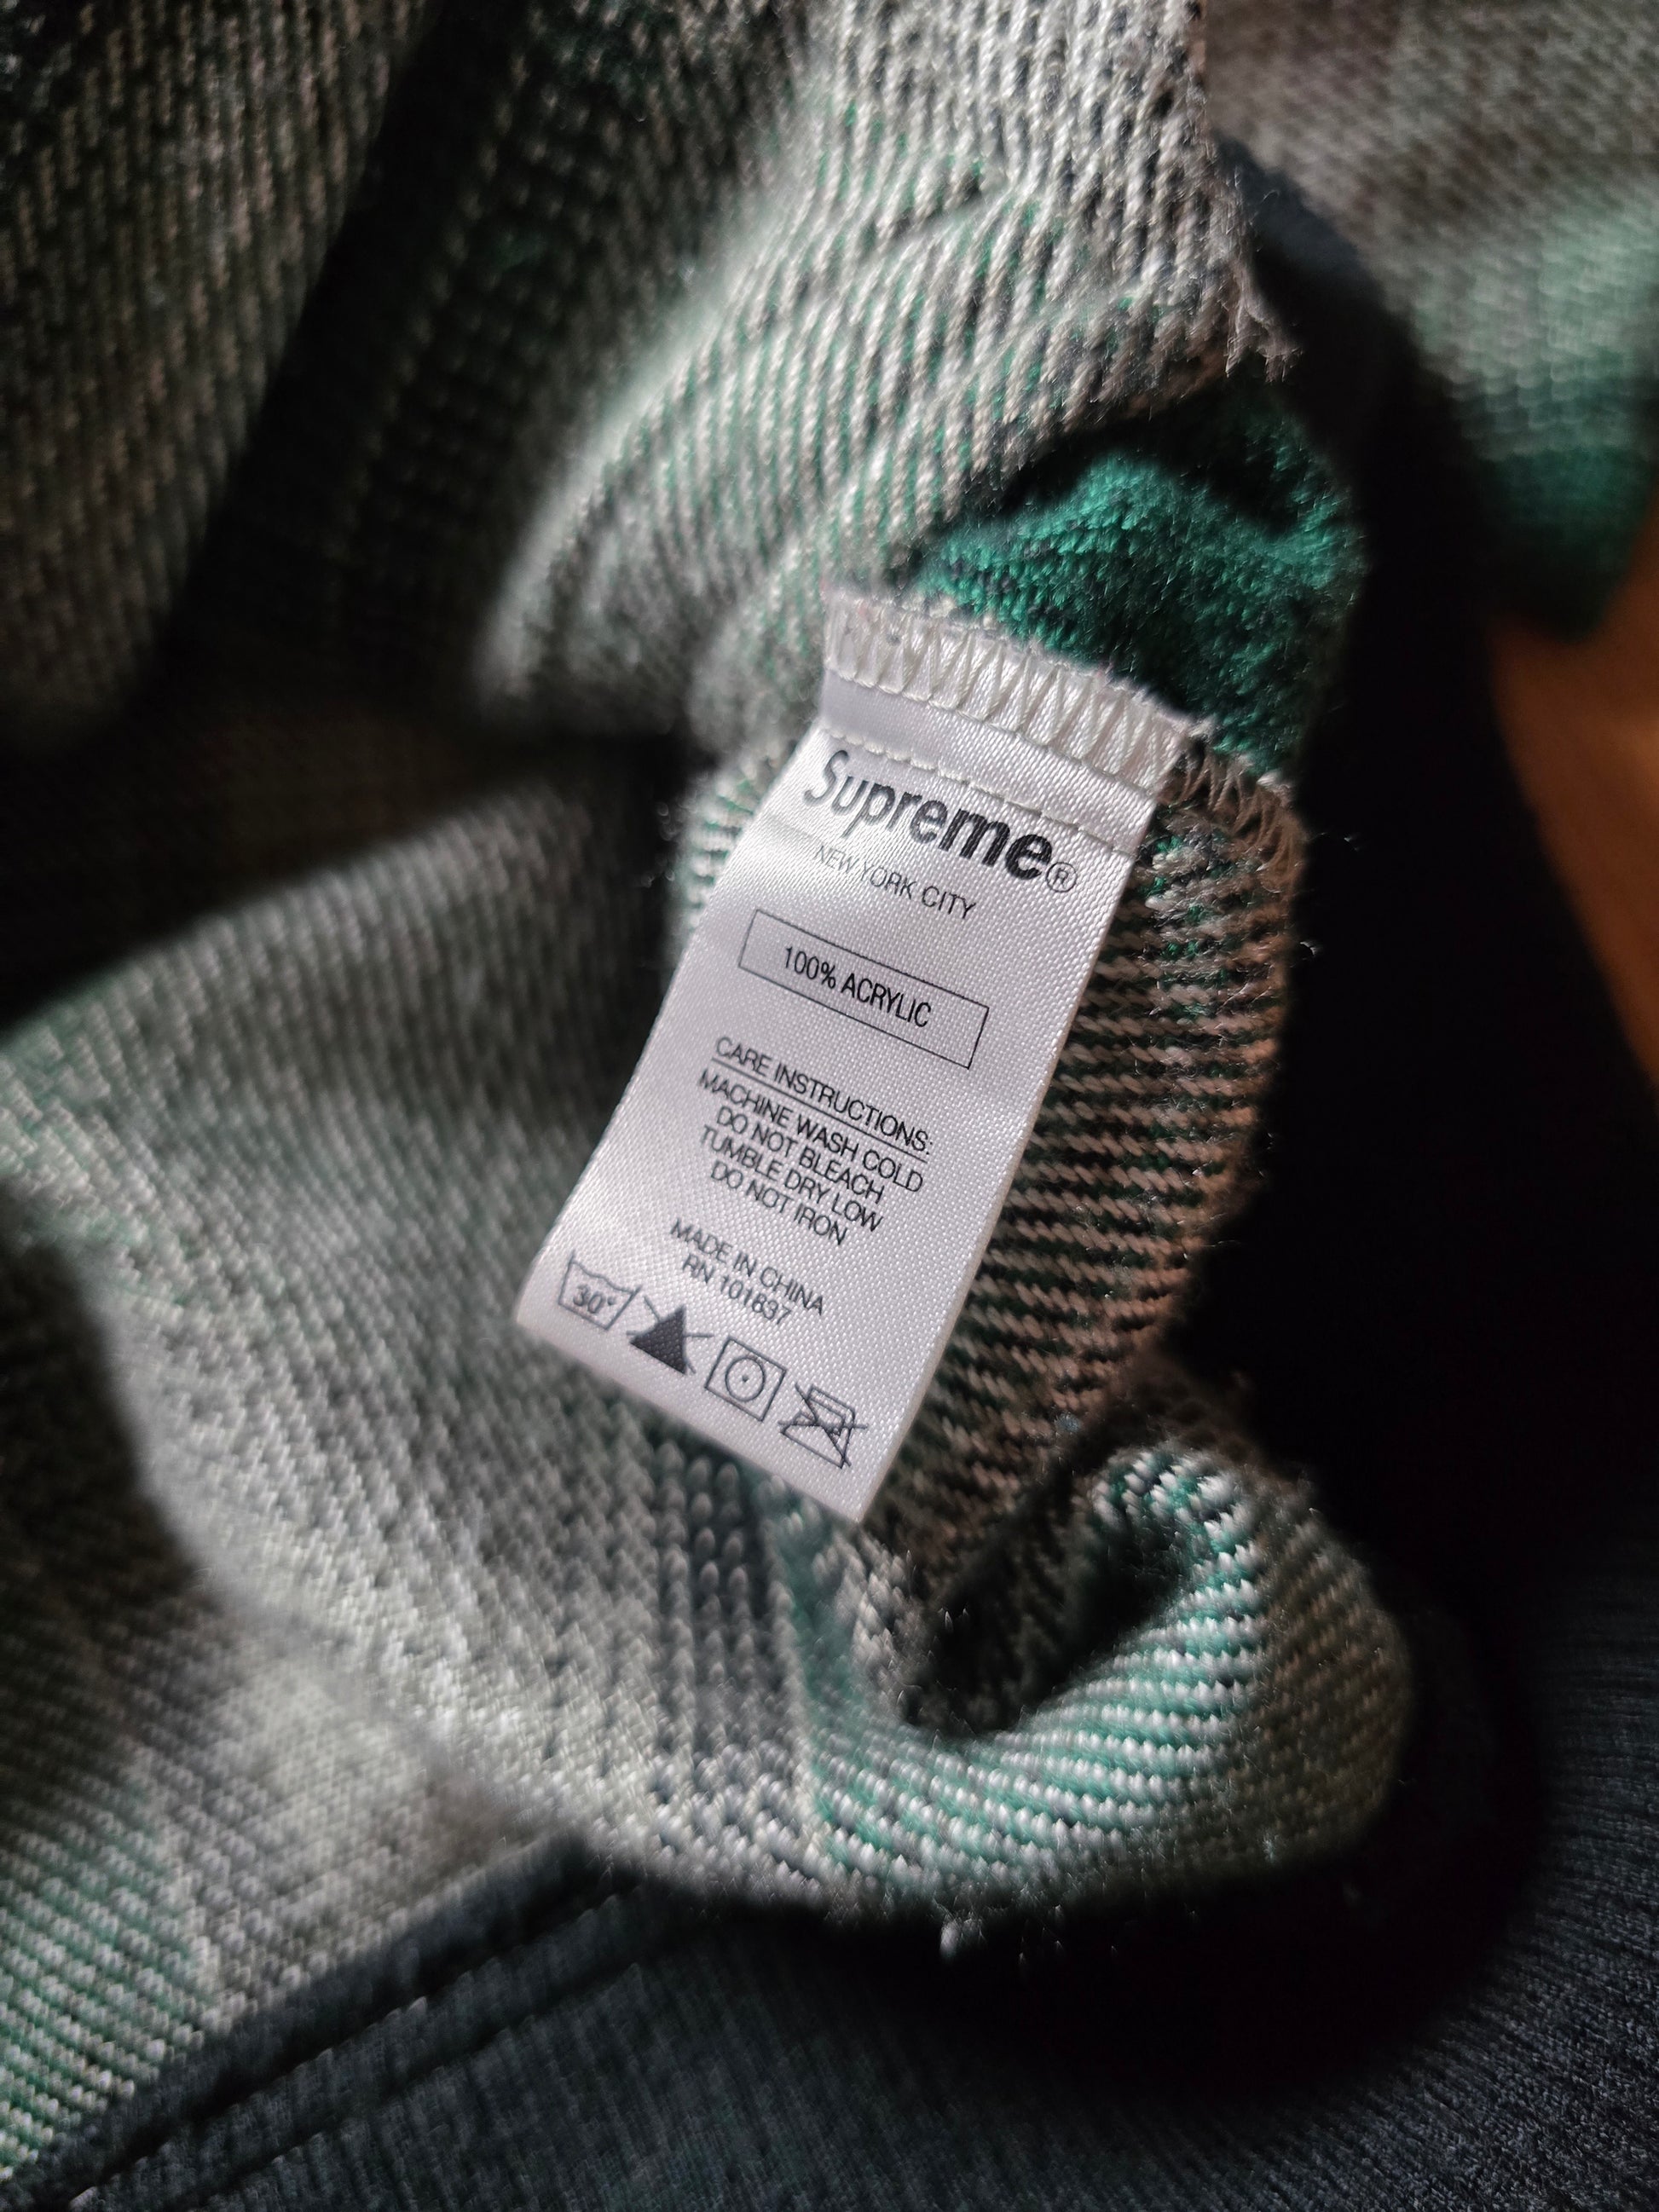 Supreme®
NEW YORK CITY
100% ACRYLIC
CARE INSTRUCTIONS:
MACHINE WASH COLD
DO NOT BLEACH
TUMBLE DRY LOW
DO NOT IRON
MADE IN CHINA
RN 101837
30°